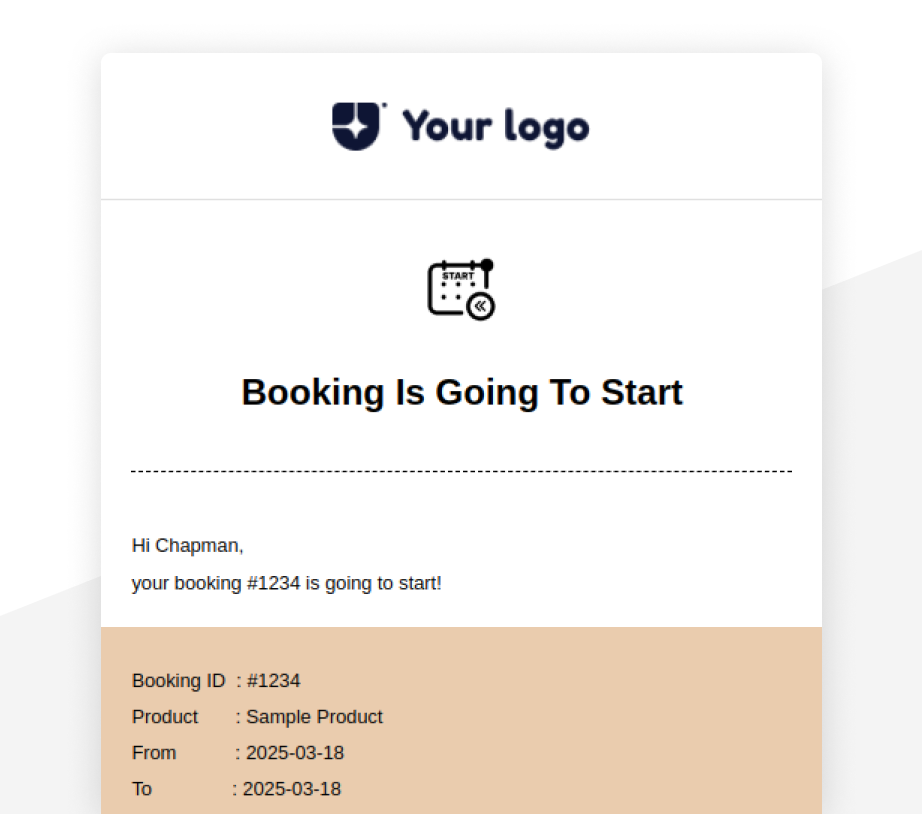 Your logo
START
Booking Is Going To Start
Hi Chapman,
your booking #1234 is going to start!
Booking ID : #1234
Product : Sample Product
From : 2025-03-18
To : 2025-03-18